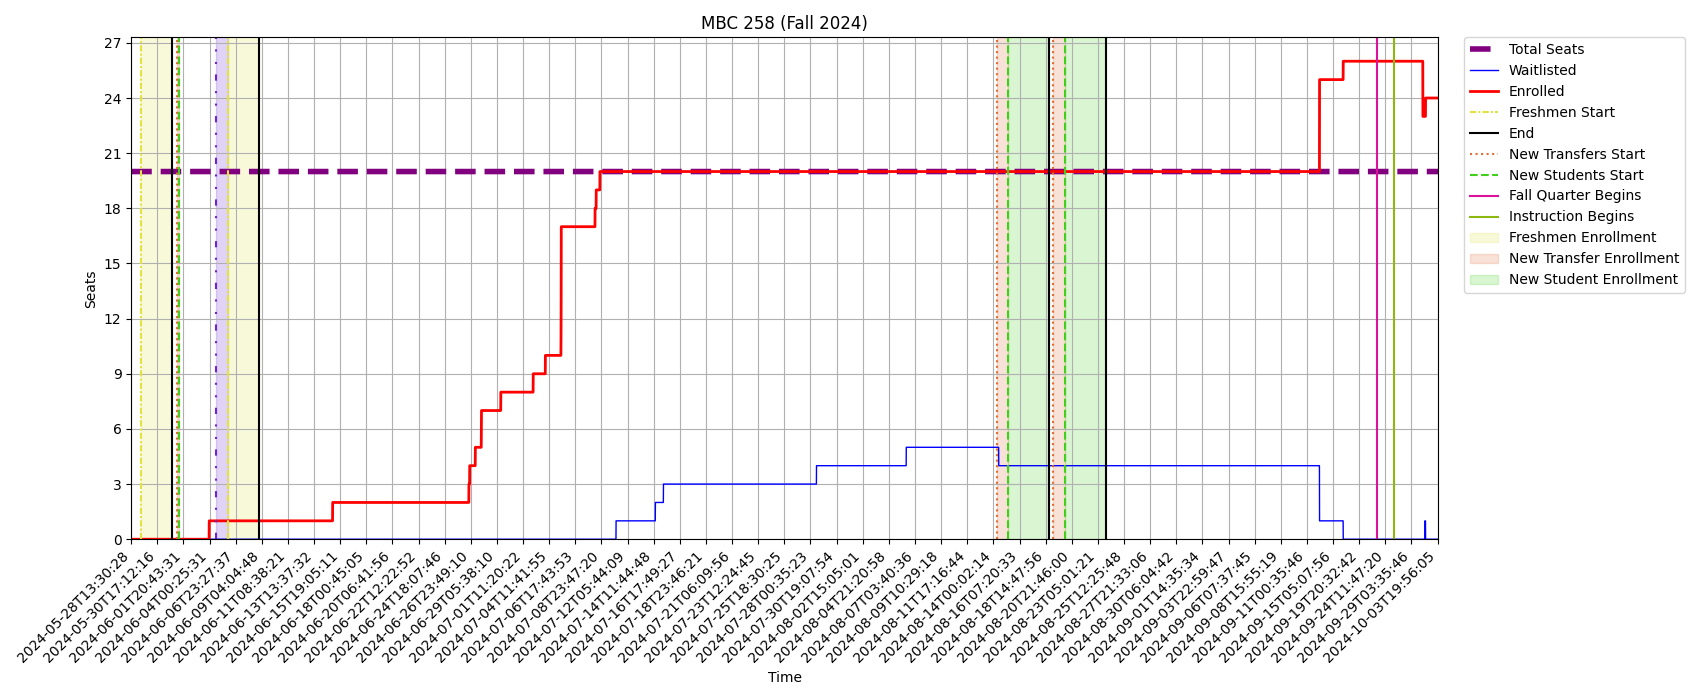 MBC 258 (Fall 2024)
27
24
21
18
15
12
9
6
3
0
Seats
2024-05-28T13:30:28
2024-05-30T17:12:16
2024-06-01T20:43:31
2024-06-04T00:25:31
2024-06-06T23:27:37
2024-06-09T04:04:48
2024-06-11T08:38:21
2024-06-13T13:37:32
2024-06-15T19:05:11
2024-06-18T00:45:05
2024-06-20T06:41:56
2024-06-22T12:22:52
2024-06-24T18:07:46
2024-06-26T23:49:10
2024-06-29T05:38:10
2024-07-01T11:20:22
2024-07-04T11:41:55
2024-07-06T17:43:53
2024-07-08T23:47:20
2024-07-12T05:44:09
2024-07-14T11:44:48
2024-07-16T17:49:27
2024-07-18T23:46:21
2024-07-21T06:09:56
2024-07-23T12:24:45
2024-07-25T18:30:25
2024-07-28T00:35:23
2024-07-30T19:07:54
2024-08-02T15:05:01
2024-08-04T21:20:58
2024-08-07T03:40:36
2024-08-09T10:29:18
2024-08-11T17:16:44
2024-08-14T00:02:14
2024-08-16T07:20:33
2024-08-18T14:47:56
2024-08-20T21:46:00
2024-08-23T05:01:21
2024-08-25T12:25:48
2024-08-27T21:33:06
2024-08-30T06:04:42
2024-09-01T14:35:34
2024-09-03T22:59:47
2024-09-06T07:37:45
2024-09-08T15:55:19
2024-09-11T00:35:46
2024-09-15T05:07:56
2024-09-19T20:32:42
2024-09-24T11:47:20
2024-09-29T03:35:46
2024-10-03T19:56:05
Time
Total Seats
Waitlisted
Enrolled
Freshmen Start
End
New Transfers Start
New Students Start
Fall Quarter Begins
Instruction Begins
Freshmen Enrollment
New Transfer Enrollment
New Student Enrollment